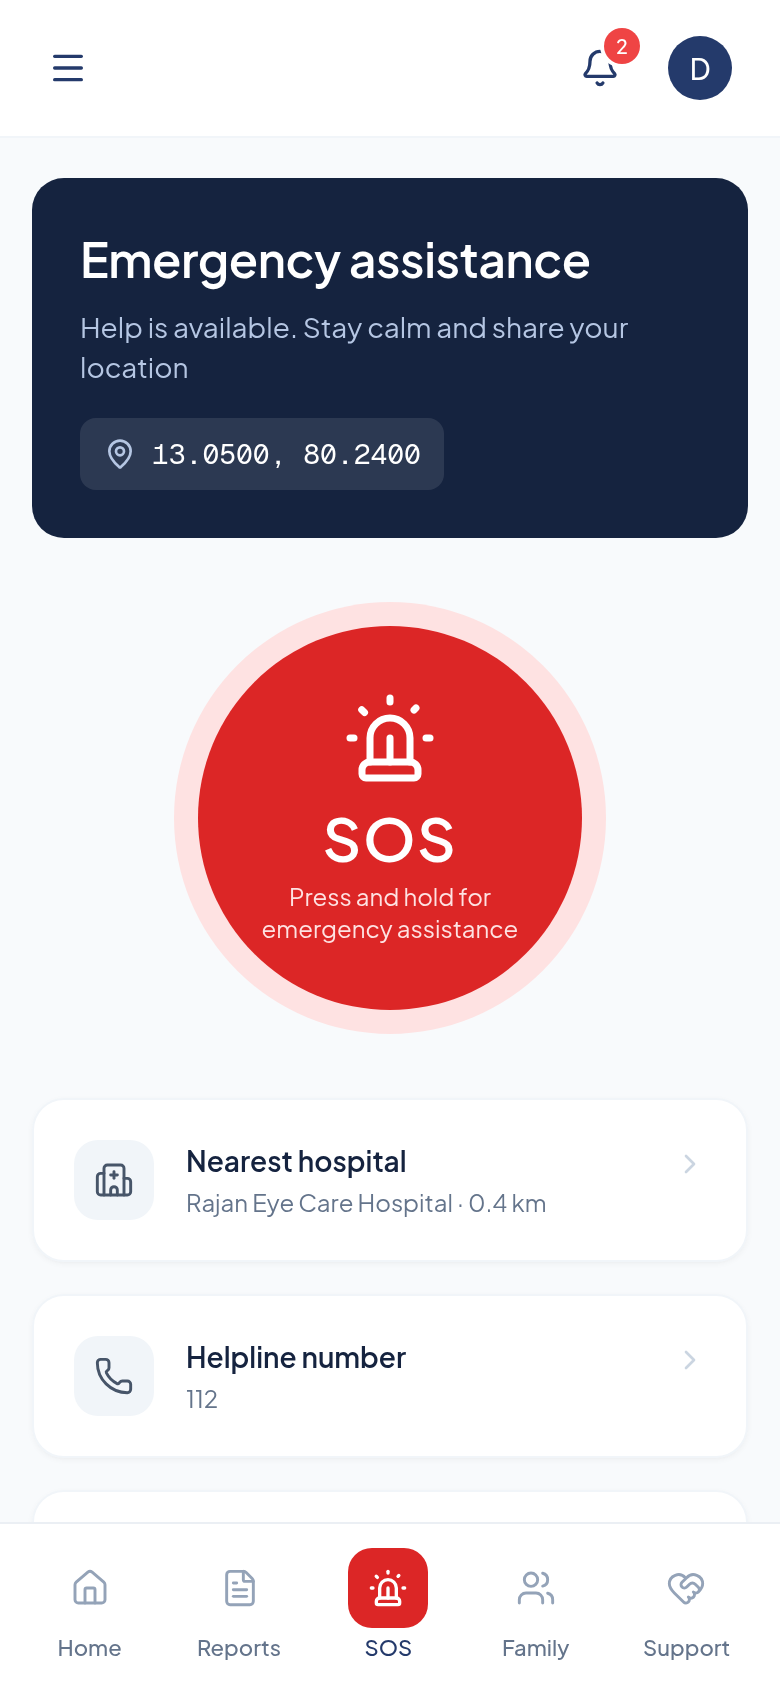 2
D
Emergency assistance
Help is available. Stay calm and share your
location
13.0500, 80.2400
SOS
Press and hold for
emergency assistance
Nearest hospital
Rajan Eye Care Hospital · 0.4 km
Helpline number
112
Home
Reports
SOS
Family
Support